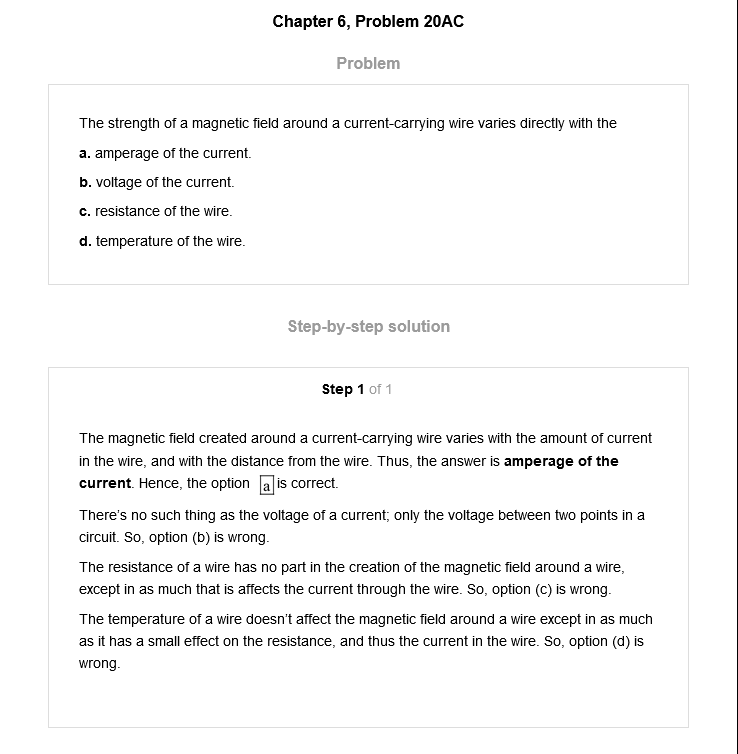 Chapter 6, Problem 20AC
Problem
The strength of a magnetic field around a current-carrying wire varies directly with the
a. amperage of the current.
b. voltage of the current.
c. resistance of the wire.
d. temperature of the wire.
Step-by-step solution
Step 1 of 1
The magnetic field created around a current-carrying wire varies with the amount of current
in the wire, and with the distance from the wire. Thus, the answer is amperage of the
current. Hence, the option a is correct.
There's no such thing as the voltage of a current; only the voltage between two points in a
circuit. So, option (b) is wrong.
The resistance of a wire has no part in the creation of the magnetic field around a wire,
except in as much that is affects the current through the wire. So, option (c) is wrong.
The temperature of a wire doesn't affect the magnetic field around a wire except in as much
as it has a small effect on the resistance, and thus the current in the wire. So, option (d) is
wrong.